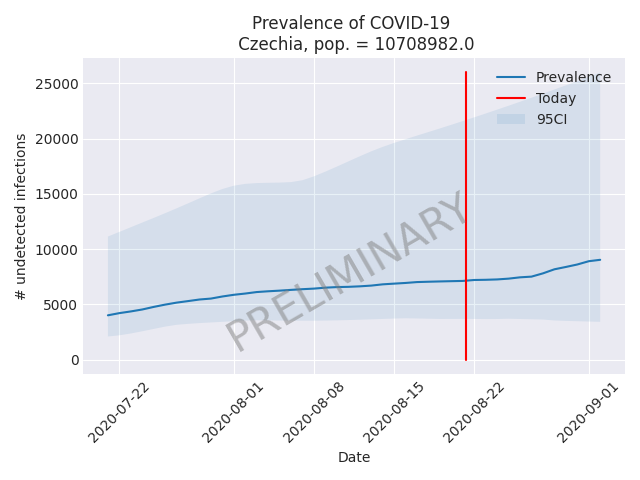 Prevalence of COVID-19
Czechia, pop. = 10708982.0
Prevalence
Today
95CI
25000
20000
15000
10000
5000
0
# undetected infections
PRELIMINARY
2020-07-22
2020-08-01
2020-08-08
2020-08-15
2020-08-22
2020-09-01
Date